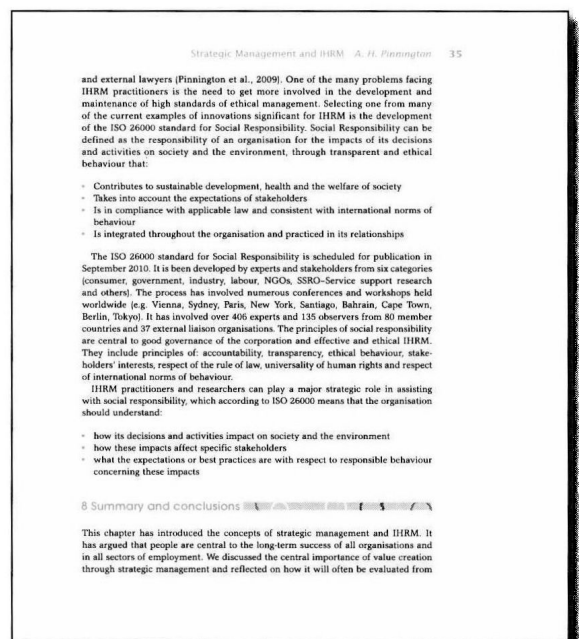 Strategic Management and IHRM A. H. Pinnington 35
and external lawyers (Pinnington et al., 2009). One of the many problems facing
IHRM practitioners is the need to get more involved in the development and
maintenance of high standards of ethical management. Selecting one from many
of the current examples of innovations significant for IHRM is the development
of the ISO 26000 standard for Social Responsibility. Social Responsibility can be
defined as the responsibility of an organisation for the impacts of its decisions
and activities on society and the environment, through transparent and ethical
behaviour that:
• Contributes to sustainable development, health and the welfare of society
• Takes into account the expectations of stakeholders
• Is in compliance with applicable law and consistent with international norms of
behaviour
• Is integrated throughout the organisation and practiced in its relationships
The ISO 26000 standard for Social Responsibility is scheduled for publication in
September 2010. It is been developed by experts and stakeholders from six categories
(consumer, government, industry, labour, NGOs, SSRO–Service support research
and others). The process has involved numerous conferences and workshops held
worldwide (e.g. Vienna, Sydney, Paris, New York, Santiago, Bahrain, Cape Town,
Berlin, Tokyo). It has involved over 406 experts and 135 observers from 80 member
countries and 37 external liaison organisations. The principles of social responsibility
are central to good governance of the corporation and effective and ethical IHRM.
They include principles of: accountability, transparency, ethical behaviour, stake-
holders' interests, respect of the rule of law, universality of human rights and respect
of international norms of behaviour.
IHRM practitioners and researchers can play a major strategic role in assisting
with social responsibility, which according to ISO 26000 means that the organisation
should understand:
• how its decisions and activities impact on society and the environment
• how these impacts affect specific stakeholders
• what the expectations or best practices are with respect to responsible behaviour
concerning these impacts
8 Summary and conclusions
This chapter has introduced the concepts of strategic management and IHRM. It
has argued that people are central to the long-term success of all organisations and
in all sectors of employment. We discussed the central importance of value creation
through strategic management and reflected on how it will often be evaluated from